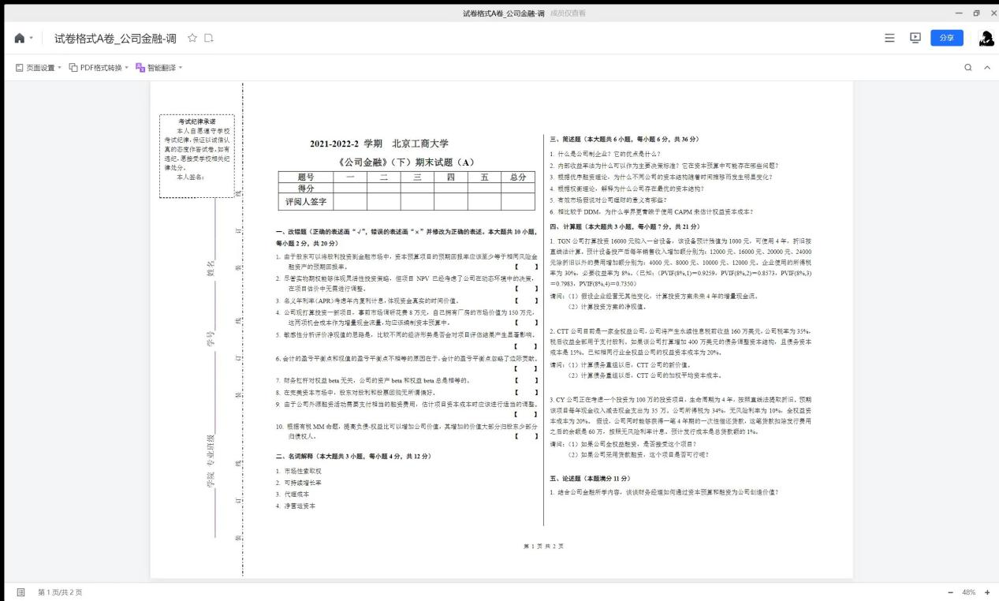 试卷格式A卷_公司金融-调 成员仅查看
试卷格式A卷_公司金融-调
分享
页面设置 PDF格式转换 智能翻译
考试纪律承诺
本人自愿遵守学校
考试纪律，保证以诚信认
真的态度作答试卷。如有
违纪，愿接受学校相关纪
律处分。
本人签名：
2021-2022-2 学期 北京工商大学
《公司金融》（下）期末试题（A）
题号 一 二 三 四 五 总分
得分
评阅人签字
一、改错题（正确的表述画“√”，错误的表述画“×”并修改为正确的表述。本大题共 10 小题，
每小题 2 分，共 20 分）
1. 由于股东可以将股利投资到金融市场中，资本预算项目的预期回报率应该至少等于相同风险金
融资产的预期回报率。 【 】
2. 尽管实物期权能够体现灵活性投资策略，但项目 NPV 已经考虑了公司在动态环境中的决策，
在项目估价中无需进行调整。 【 】
3. 名义年利率（APR）考虑年内复利计息，体现资金真实的时间价值。 【 】
4. 公司现打算投资一新项目，事前市场调研花费 8 万元，自己拥有厂房的市场价值为 150 万元，
这两项机会成本作为增量现金流量，均应该编制资本预算中。 【 】
5. 敏感性分析评价净现值的思路是，比较不同的经济形势是否会对项目评估结果产生显著影响。
【 】
6. 会计的盈亏平衡点和现值的盈亏平衡点不相等的原因在于，会计的盈亏平衡点忽略了边际贡献。
【 】
7. 财务杠杆对权益 beta 无关，公司的资产 beta 和权益 beta 总是相等的。 【 】
8. 在完美资本市场中，股东对股利和股票回购无所谓偏好。 【 】
9. 由于公司外源融资活动需要支付相当的融资费用，估计项目资本成本时应该进行适当的调整。
【 】
10. 根据有税 MM 命题，提高负债-权益比可以增加公司价值，其增加的价值大部分归股东少部分
归债权人。 【 】
二、名词解释（本大题共 3 小题，每小题 4 分，共 12 分）
1. 市场性索取权
2. 可持续增长率
3. 代理成本
4. 净营运资本
三、简述题（本大题共 6 小题，每小题 6 分，共 36 分）
1. 什么是公司制企业？它的优点是什么？
2. 内部收益率法为什么可以作为主要决策标准？它在资本预算中可能存在哪些问题？
3. 根据优序融资理论，为什么不同公司的资本结构随着时间推移而发生明显变化？
4. 根据权衡理论，解释为什么公司存在最优的资本结构？
5. 有效市场假说对公司理财的意义有哪些？
6. 相比较于 DDM，为什么学界更青睐于使用 CAPM 来估计权益资本成本？
四、计算题（本大题共 3 小题，每小题 7 分，共 21 分）
1. TGN 公司打算投资 16000 元购入一台设备，该设备预计残值为 1000 元，可使用 4 年，折旧按
直线法计算。预计设备投产后每年销售收入增加额分别为：12000 元、16000 元、20000 元、24000
元除折旧以外的费用增加额分别为：4000 元、8000 元、10000 元、12000 元。企业使用的所得税
率为 30%，必要收益率为 8%。（已知：（PVIF(8%,1)=0.9259，PVIF(8%,2)=0.8573，PVIF(8%,3)
=0.7983，PVIF(8%,4)=0.7350）
请问：（1）假设企业经营无其他变化，计算投资方案未来 4 年的增量现金流。
（2）计算投资方案的净现值。
2. CTT 公司目前是一家全权益公司，公司将产生永续性息税前收益 160 万美元，公司税率为 35%，
税后收益全部用于支付股利。如果该公司打算增加 400 万美元的债务调整资本结构，且债务资本
成本是 15%。已知相同行业全权益公司的权益资本成本为 20%。
请问：（1）计算债务重组以后，CTT 公司的新价值。
（2）计算债务重组以后，CTT 公司的加权平均资本成本。
3. CY 公司正在考虑一个投资为 100 万的投资项目，生命周期为 4 年，按照直线法提取折旧。预期
该项目每年现金收入减去现金支出为 35 万。公司所得税为 34%，无风险利率为 10%，全权益资
本成本为 20%。 假设，公司同时能够获得一笔 4 年期的一次性偿还贷款，这笔贷款扣除发行费用
之后的余额是 60 万，按照无风险利率计息。预计发行成本是总贷款额的 1%。
请问：（1）如果公司全权益融资，是否接受这个项目？
（2）如果公司采用贷款融资，这个项目是否可行呢？
五、论述题（本题满分 11 分）
1. 结合公司金融所学内容，谈谈财务经理如何通过资本预算和融资为公司创造价值？
姓名
学号
学院 专业班级
线
订
装
线
订
装
线
订
装
第 1 页 共 2 页
第 1 页/共 2 页
48%